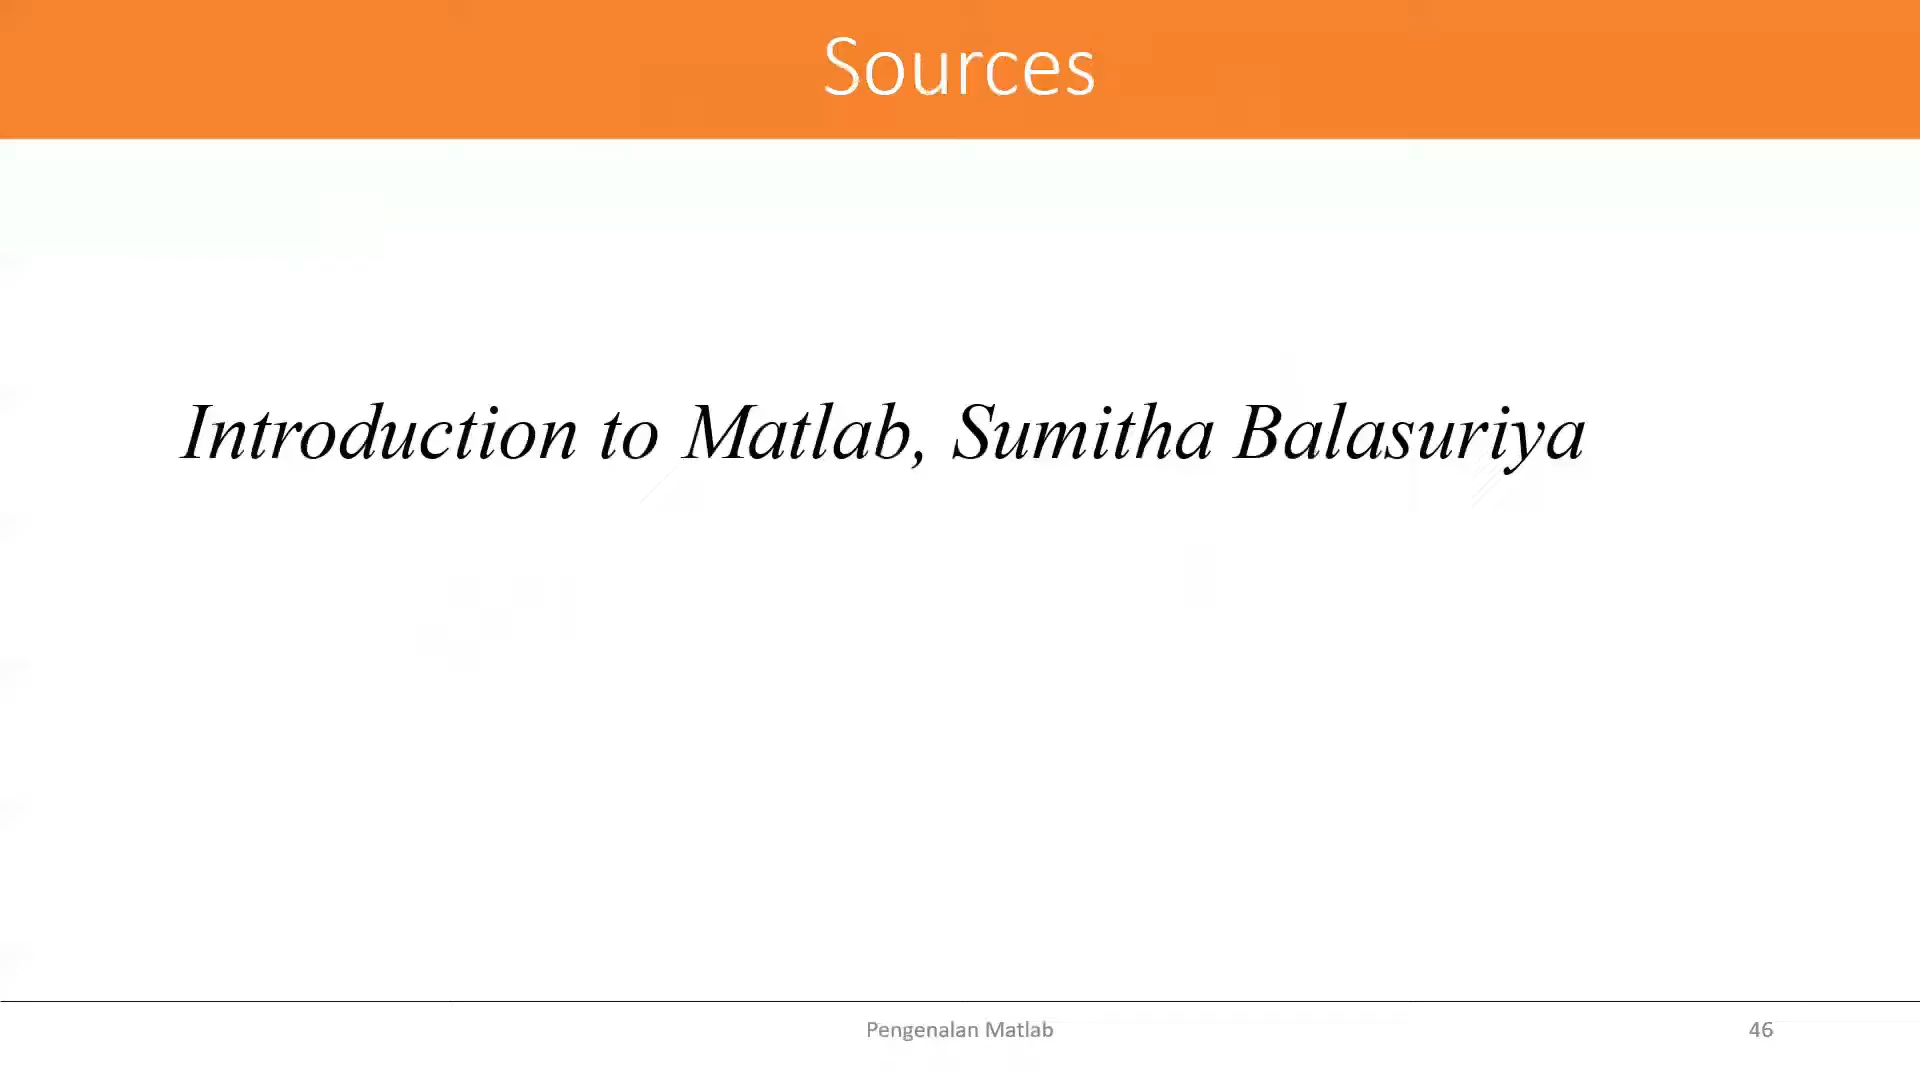 Sources
Introduction to Matlab, Sumitha Balasuriya
Pengenalan Matlab
46